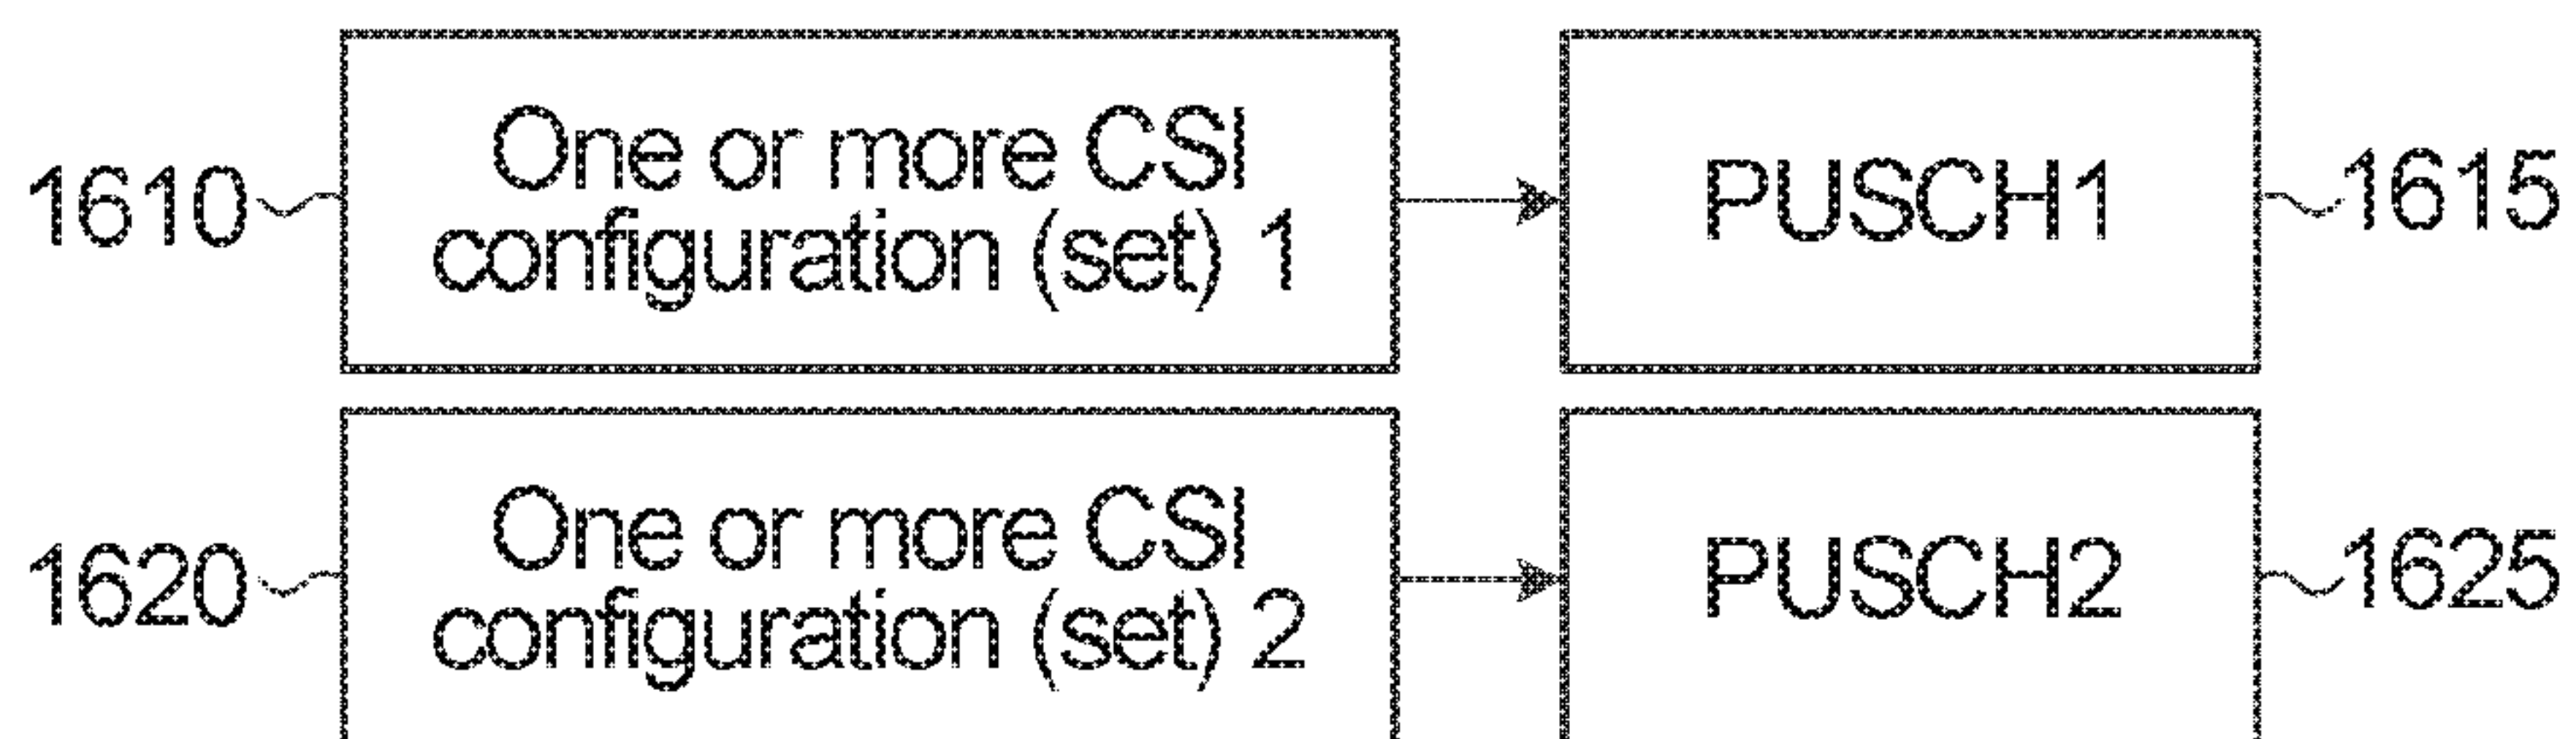 1610
One or more CSI
configuration (set) 1
PUSCH1
1615
1620
One or more CSI
configuration (set) 2
PUSCH2
1625